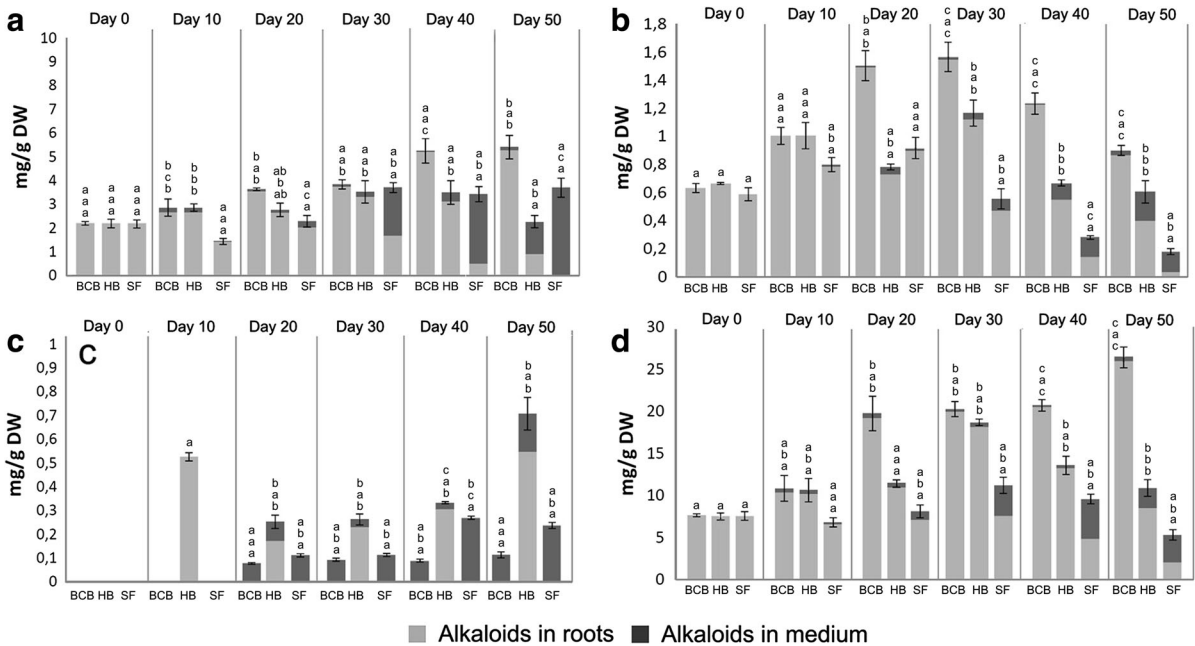 a
Day 0 Day 10 Day 20 Day 30 Day 40 Day 50
mg/g DW
10
9
8
7
6
5
4
3
2
1
0
a a a
a a a
a a a
b c b
b b b
a a a
b a b
ab b ab
a c a
a b a
a a c
a a b
a b a
b a b
a b a
a c a
BCB HB SF BCB HB SF BCB HB SF BCB HB SF BCB HB SF BCB HB SF
b
Day 0 Day 10 Day 20 Day 30 Day 40 Day 50
mg/g DW
1,8
1,6
1,4
1,2
1
0,8
0,6
0,4
0,2
0
a
a
a
a a a
a a a
a b a
b a b
a b a
a a a
c a c
b a b
a b a
c a c
b b b
a c a
c a c
b b b
a b a
BCB HB SF BCB HB SF BCB HB SF BCB HB SF BCB HB SF BCB HB SF
c
C
Day 0 Day 10 Day 20 Day 30 Day 40 Day 50
mg/g DW
1
0,9
0,8
0,7
0,6
0,5
0,4
0,3
0,2
0,1
0
a
a a a
b a b
a b a
a b a
b a b
a b a
a b a
c a b
b c a
a a a
b a b
a b a
BCB HB SF BCB HB SF BCB HB SF BCB HB SF BCB HB SF BCB HB SF
d
Day 0 Day 10 Day 20 Day 30 Day 40 Day 50
mg/g DW
30
25
20
15
10
5
0
a
a
a
a b a
a b a
a a a
b a b
a a a
a b a
b a b
b a b
a b a
c a c
b a b
a b a
c a c
b b b
a b a
BCB HB SF BCB HB SF BCB HB SF BCB HB SF BCB HB SF BCB HB SF
Alkaloids in roots Alkaloids in medium